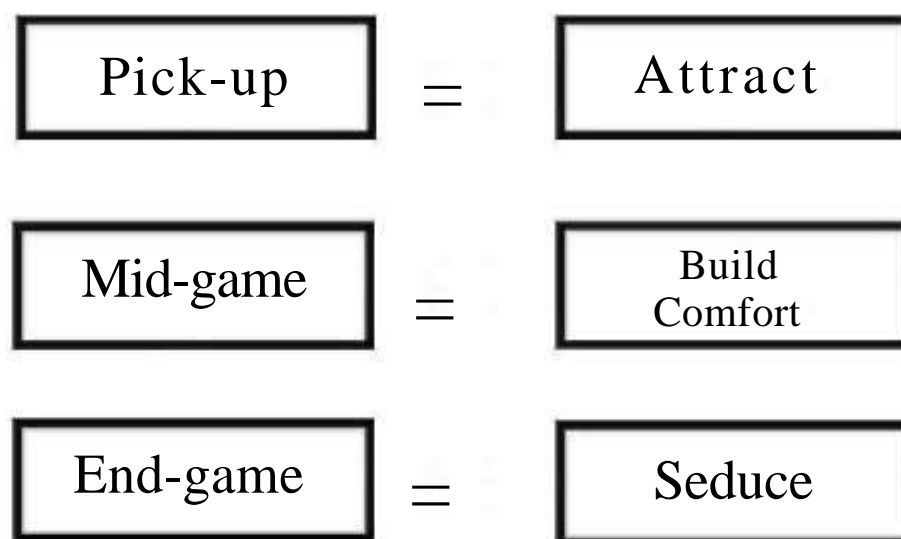 Pick-up = Attract
Mid-game = Build
Comfort
End-game = Seduce